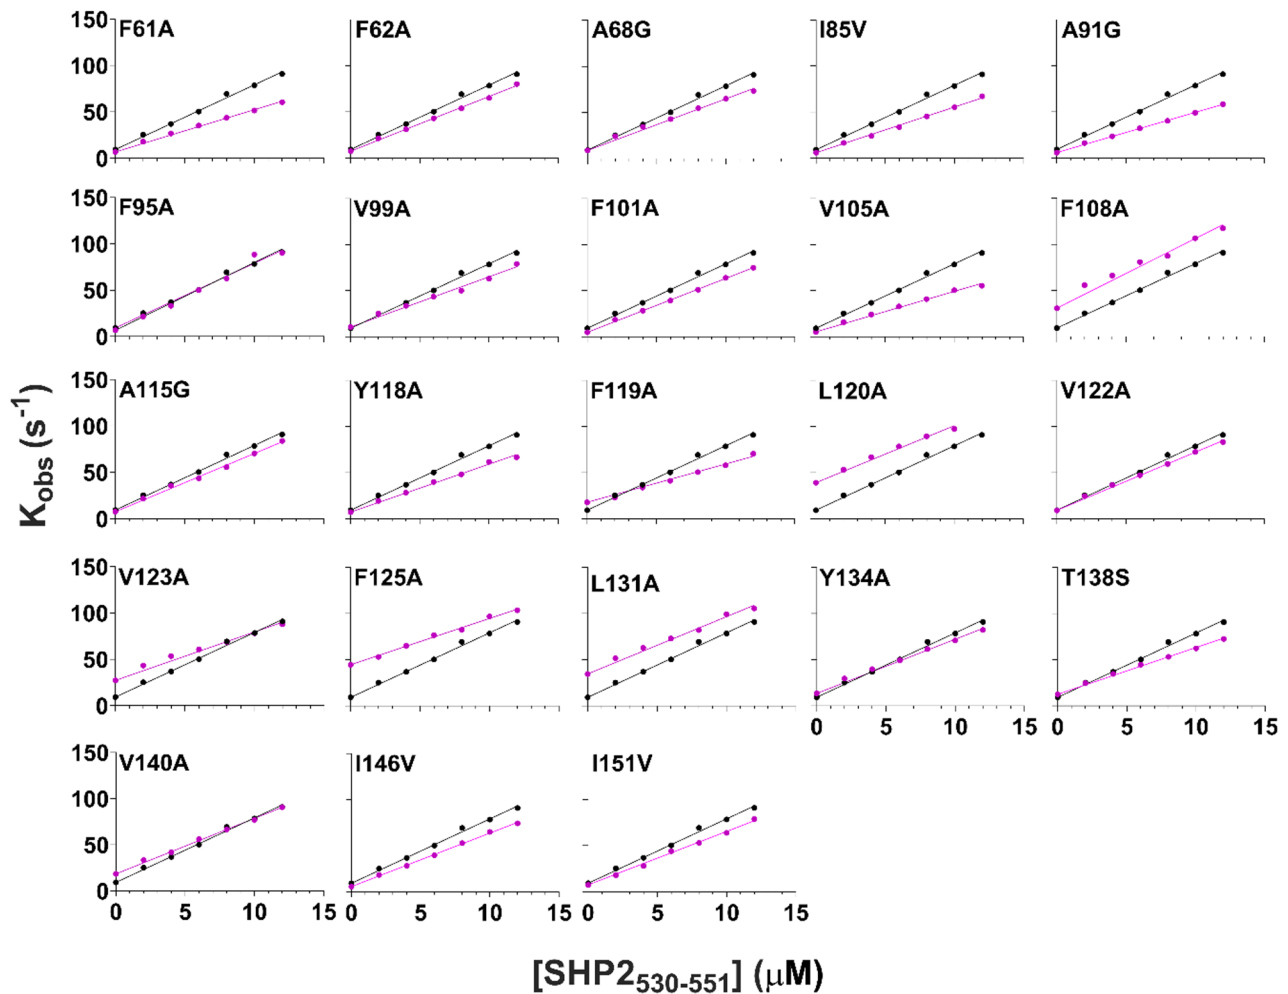 K_obs (s⁻¹)
F61A F62A A68G I85V A91G
150
100
50
0
F95A V99A F101A V105A F108A
150
100
50
0
A115G Y118A F119A L120A V122A
150
100
50
0
V123A F125A L131A Y134A T138S
150
100
50
0
0 5 10 15 0 5 10 15
V140A I146V I151V
150
100
50
0
0 5 10 15 0 5 10 15 0 5 10 15
[SHP2₅₃₀₋₅₅₁] (μM)